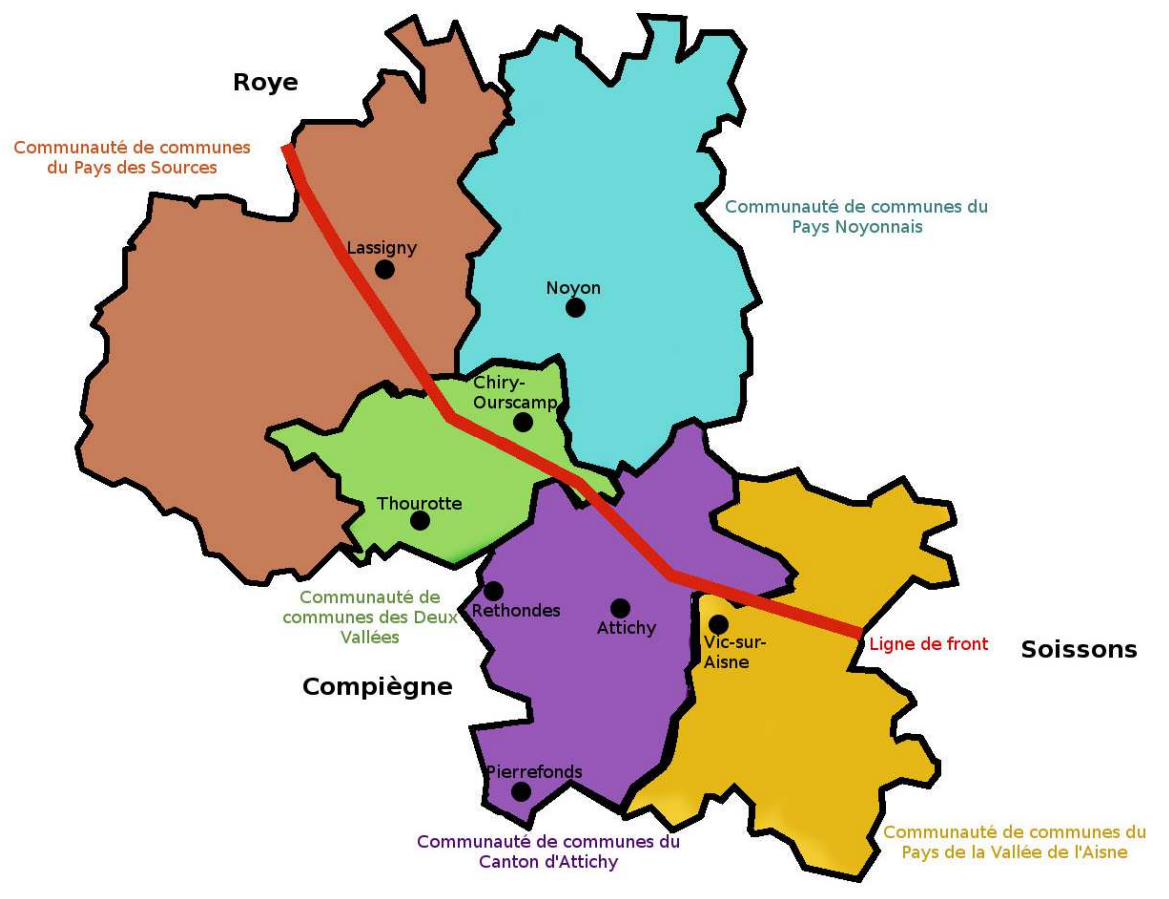 Roye
Communauté de communes
du Pays des Sources
Communauté de communes du
Pays Noyonnais
Lassigny
Noyon
Chiry-
Ourscamp
Thourotte
Communauté de
communes des Deux
Vallées
Rethondes
Attichy
Vic-sur-
Aisne
Ligne de front
Soissons
Compiègne
Pierrefonds
Communauté de communes du
Canton d'Attichy
Communauté de communes du
Pays de la Vallée de l'Aisne